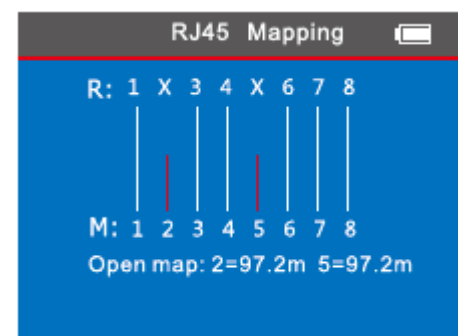 RJ45 Mapping
R: 1 X 3 4 X 6 7 8
M: 1 2 3 4 5 6 7 8
Open map: 2=97.2m 5=97.2m